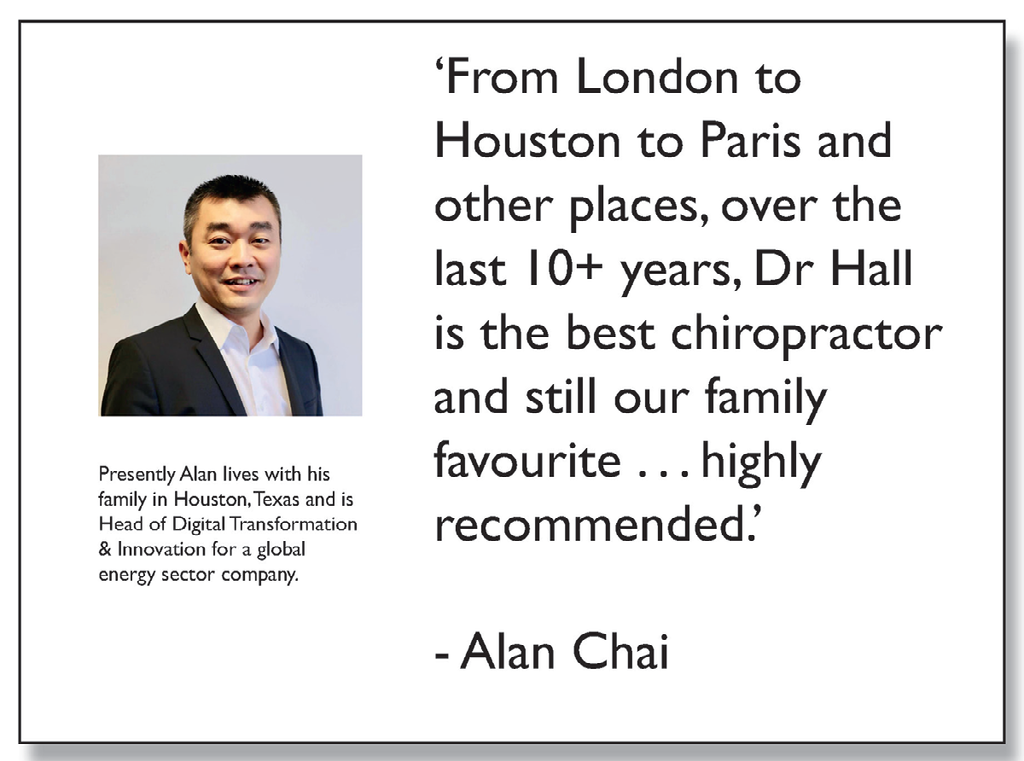 ‘From London to
Houston to Paris and
other places, over the
last 10+ years, Dr Hall
is the best chiropractor
and still our family
favourite . . . highly
recommended.’
- Alan Chai
Presently Alan lives with his
family in Houston, Texas and is
Head of Digital Transformation
& Innovation for a global
energy sector company.